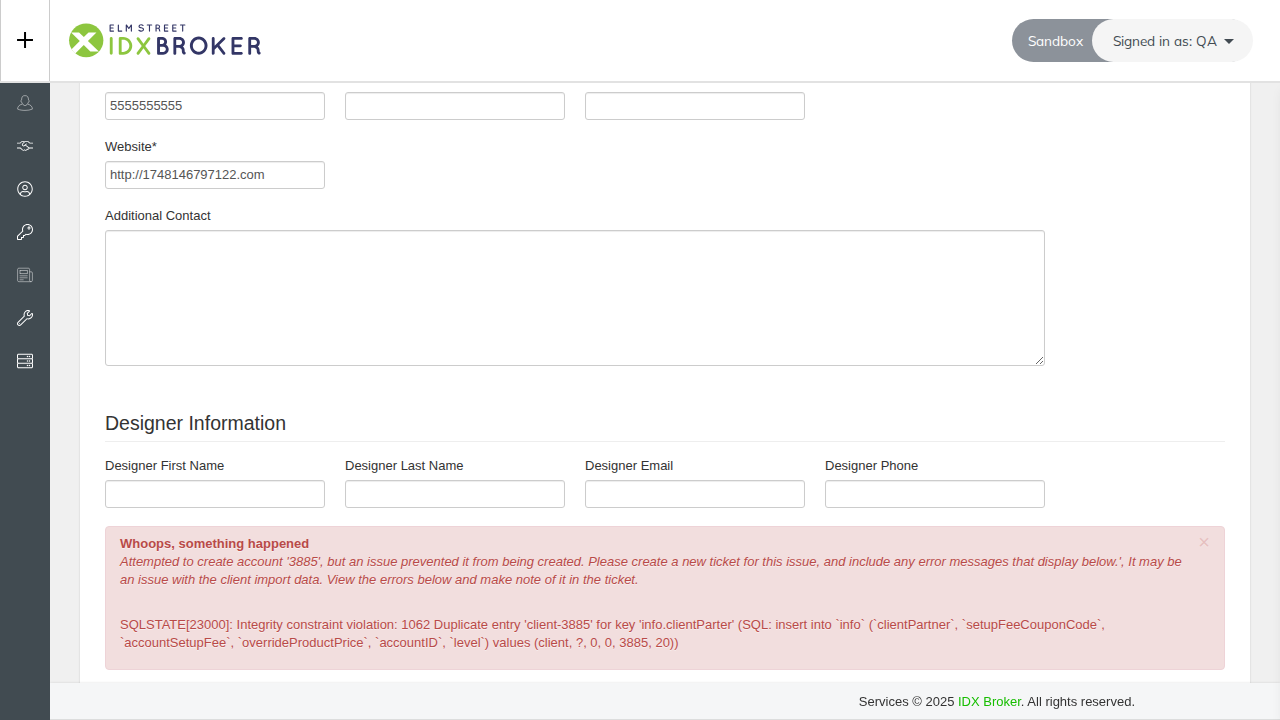 ELM STREET
IDXBROKER
Sandbox
Signed in as: QA
5555555555
Website*
http://1748146797122.com
Additional Contact
Designer Information
Designer First Name
Designer Last Name
Designer Email
Designer Phone
Whoops, something happened
×
Attempted to create account '3885', but an issue prevented it from being created. Please create a new ticket for this issue, and include any error messages that display below.', It may be
an issue with the client import data. View the errors below and make note of it in the ticket.
SQLSTATE[23000]: Integrity constraint violation: 1062 Duplicate entry 'client-3885' for key 'info.clientParter' (SQL: insert into `info` (`clientPartner`, `setupFeeCouponCode`,
`accountSetupFee`, `overrideProductPrice`, `accountID`, `level`) values (client, ?, 0, 0, 3885, 20))
Services © 2025 IDX Broker. All rights reserved.